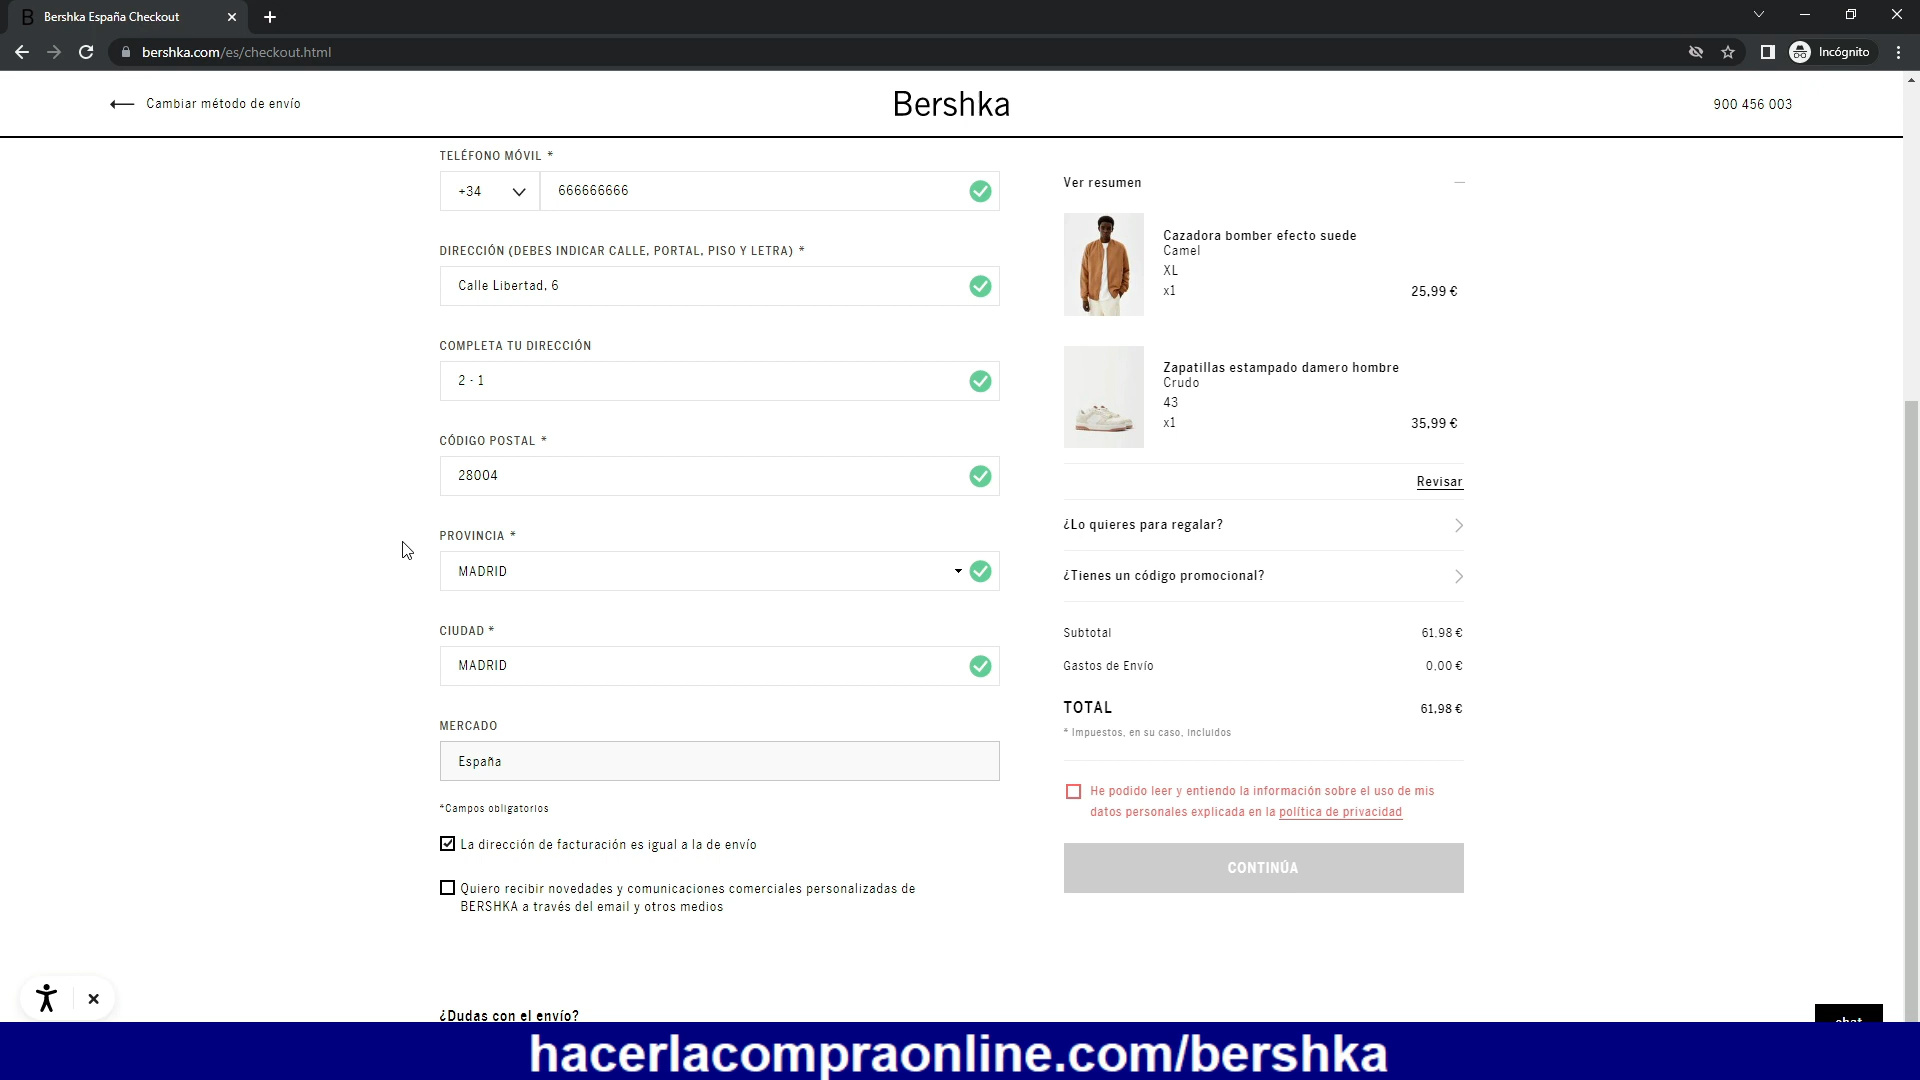 Bershka España Checkout
bershka.com/es/checkout.html
Incógnito
Cambiar método de envío
Bershka
900 456 003
TELÉFONO MÓVIL *
+34
666666666
DIRECCIÓN (DEBES INDICAR CALLE, PORTAL, PISO Y LETRA) *
Calle Libertad, 6
COMPLETA TU DIRECCIÓN
2 - 1
CÓDIGO POSTAL *
28004
PROVINCIA *
MADRID
CIUDAD *
MADRID
MERCADO
España
*Campos obligatorios
La dirección de facturación es igual a la de envío
Quiero recibir novedades y comunicaciones comerciales personalizadas de
BERSHKA a través del email y otros medios
¿Dudas con el envío?
Ver resumen
Cazadora bomber efecto suede
Camel
XL
x1
25,99 €
Zapatillas estampado damero hombre
Crudo
43
x1
35,99 €
Revisar
¿Lo quieres para regalar?
¿Tienes un código promocional?
Subtotal
61,98 €
Gastos de Envío
0,00 €
TOTAL
61,98 €
* Impuestos, en su caso, incluidos
He podido leer y entiendo la información sobre el uso de mis
datos personales explicada en la política de privacidad
CONTINÚA
chat
hacerlacompraonline.com/bershka